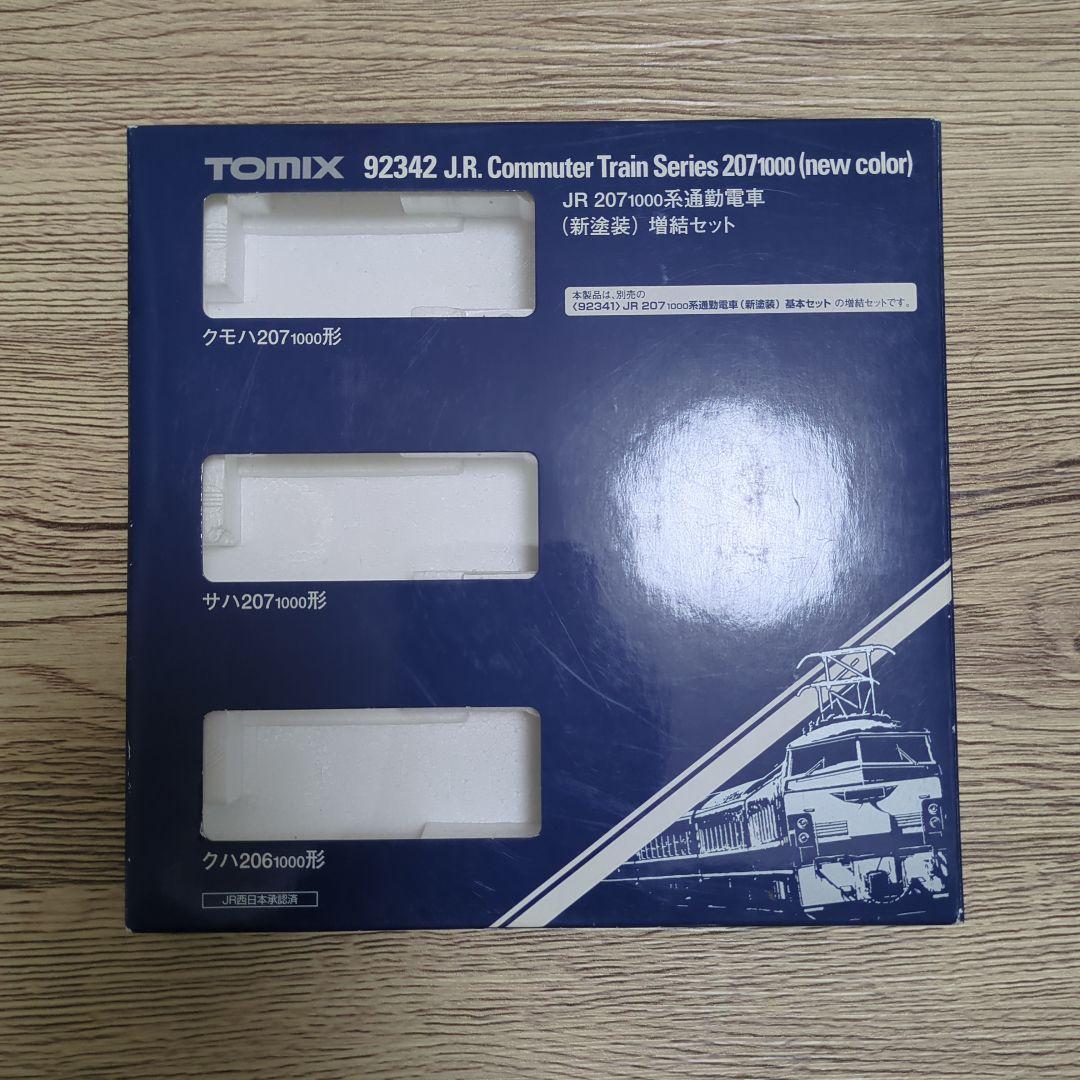 TOMIX 92342 J.R. Commuter Train Series 2071000 (new color)
JR 2071000系通勤電車
(新塗装) 増結セット
本製品は、別売の
〈92341〉JR 2071000系通勤電車(新塗装) 基本セット の増結セットです。
クモハ2071000形
サハ2071000形
クハ2061000形
JR西日本承認済